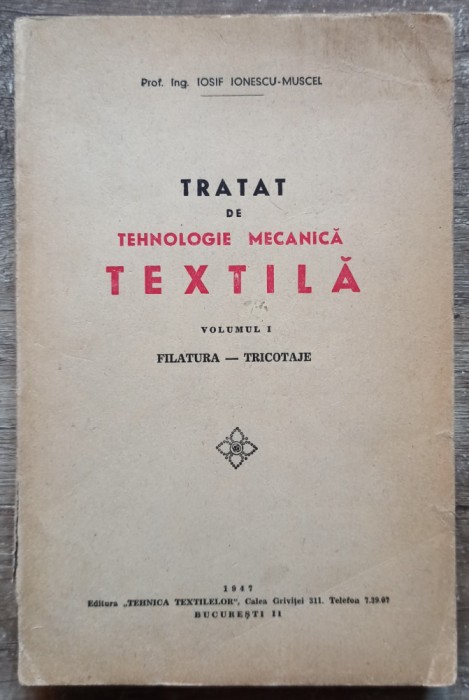 Prof. Ing. IOSIF IONESCU-MUSCEL
TRATAT
DE
TEHNOLOGIE MECANICĂ
TEXTILĂ
VOLUMUL I
FILATURA — TRICOTAJE
1947
Editura „TEHNICA TEXTILELOR", Calea Griviței 311. Telefon 7.39.07
BUCUREȘTI II